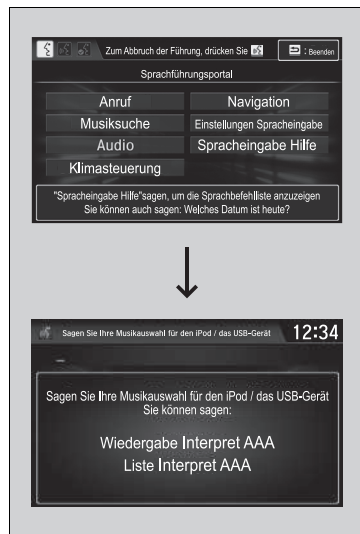 Zum Abbruch der Führung, drücken Sie
: Beenden
Sprachführungsportal
Anruf
Navigation
Musiksuche
Einstellungen Spracheingabe
Audio
Spracheingabe Hilfe
Klimasteuerung
"Spracheingabe Hilfe"sagen, um die Sprachbefehlliste anzuzeigen
Sie können auch sagen: Welches Datum ist heute?
Sagen Sie Ihre Musikauswahl für den iPod / das USB-Gerät 12:34
Sagen Sie Ihre Musikauswahl für den iPod / das USB-Gerät
Sie können sagen:
Wiedergabe Interpret AAA
Liste Interpret AAA